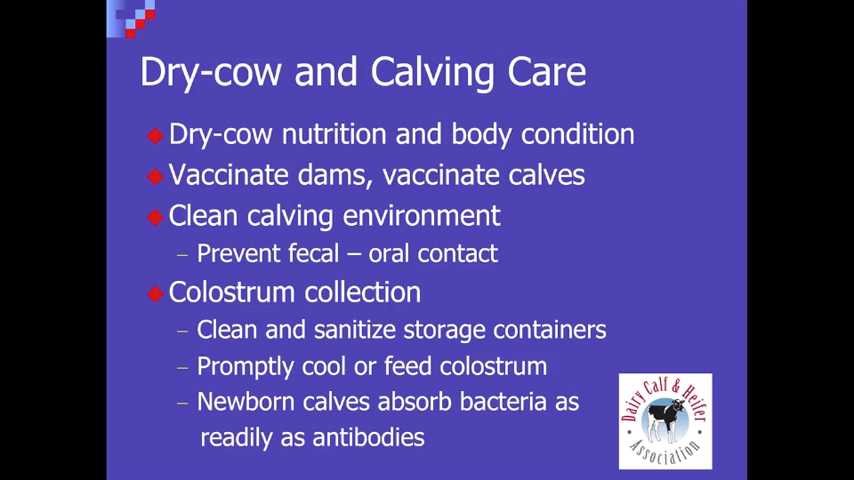 Dry-cow and Calving Care
Dry-cow nutrition and body condition
Vaccinate dams, vaccinate calves
Clean calving environment
– Prevent fecal – oral contact
Colostrum collection
– Clean and sanitize storage containers
– Promptly cool or feed colostrum
– Newborn calves absorb bacteria as
readily as antibodies
Dairy Calf & Heifer
• Association •